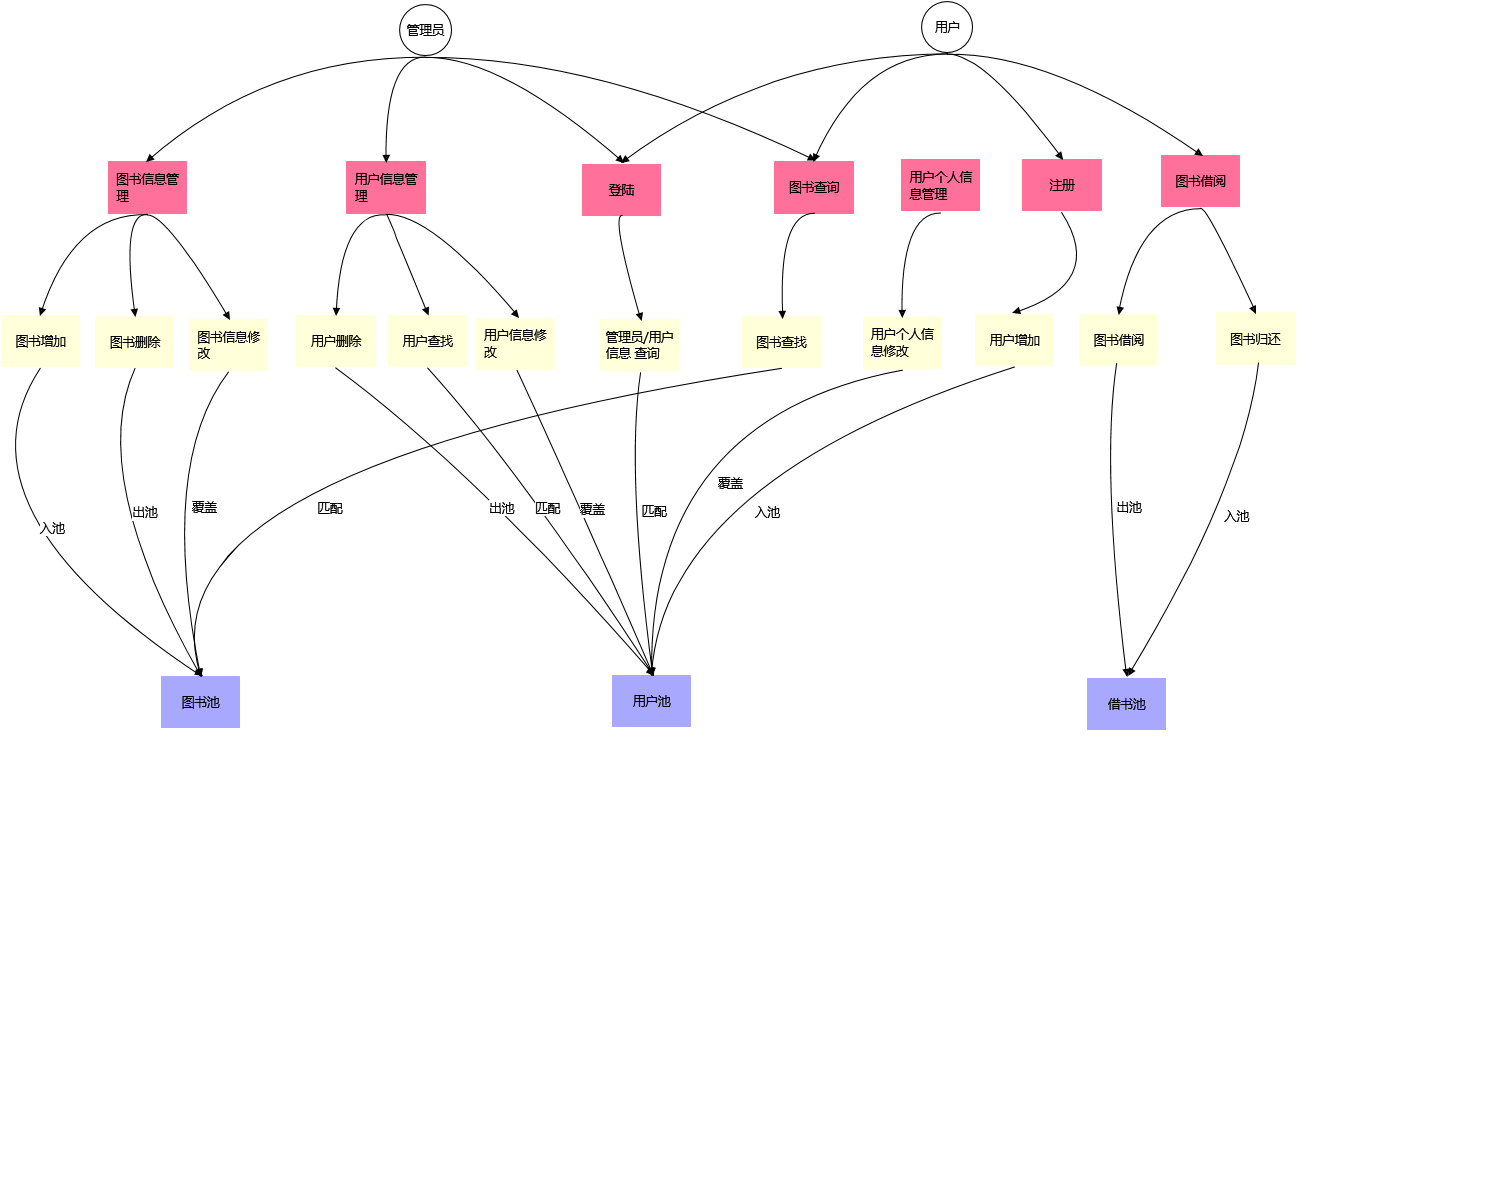 管理员
用户
图书信息管
理
用户信息管
理
登陆
图书查询
用户个人信
息管理
注册
图书借阅
图书增加
图书删除
图书信息修
改
用户删除
用户查找
用户信息修
改
管理员/用户
信息 查询
图书查找
用户个人信
息修改
用户增加
图书借阅
图书归还
入池
出池
覆盖
匹配
出池
匹配
覆盖
匹配
覆盖
入池
出池
入池
图书池
用户池
借书池